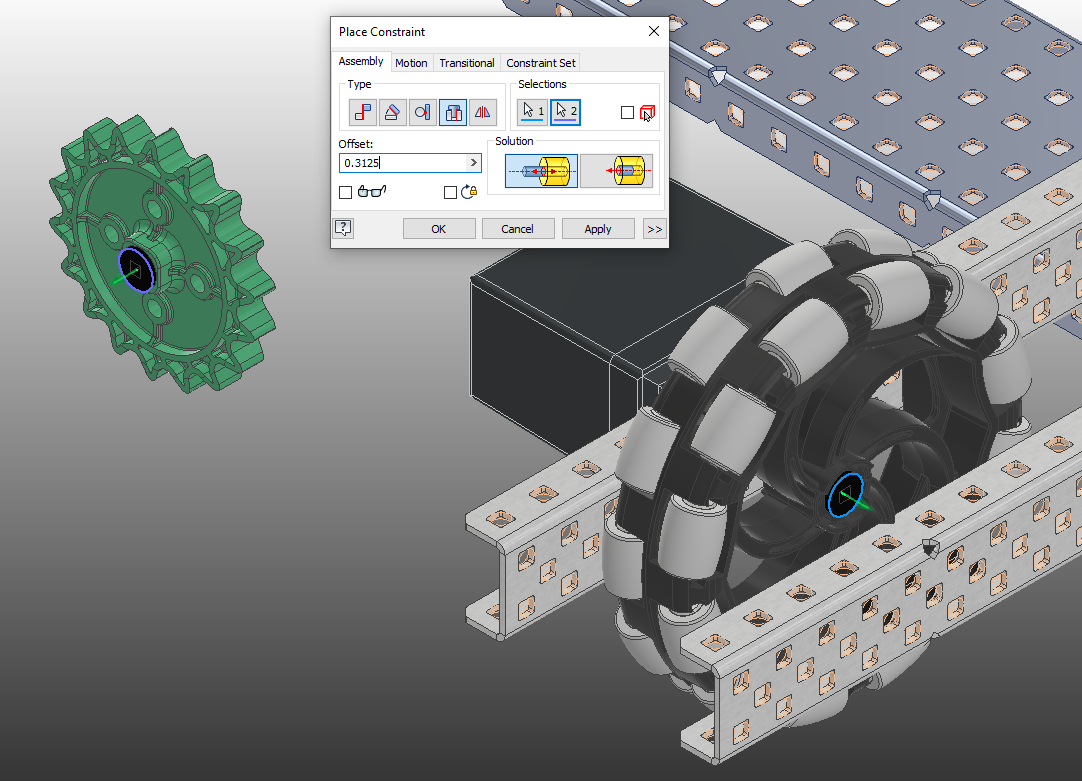 Place Constraint
Assembly Motion Transitional Constraint Set
Type
Selections
1 2
Offset:
0.3125
>
Solution
?
OK Cancel Apply >>